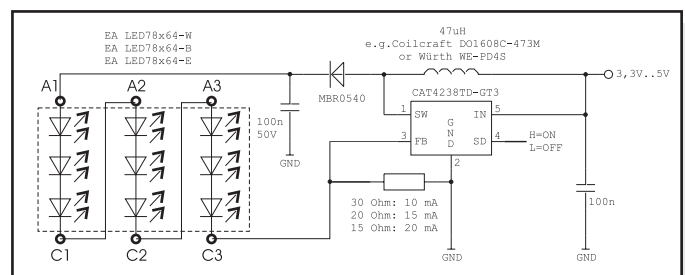 EA LED78x64-W
EA LED78x64-B
EA LED78x64-E
47uH
e.g.Coilcraft DO1608C-473M
or Würth WE-PD4S
A1
A2
A3
MBR0540
3,3V..5V
CAT4238TD-GT3
100n
50V
GND
1
SW
IN
5
3
FB
GND
SD
4
H=ON
L=OFF
2
30 Ohm: 10 mA
20 Ohm: 15 mA
15 Ohm: 20 mA
100n
C1
C2
C3
GND
GND